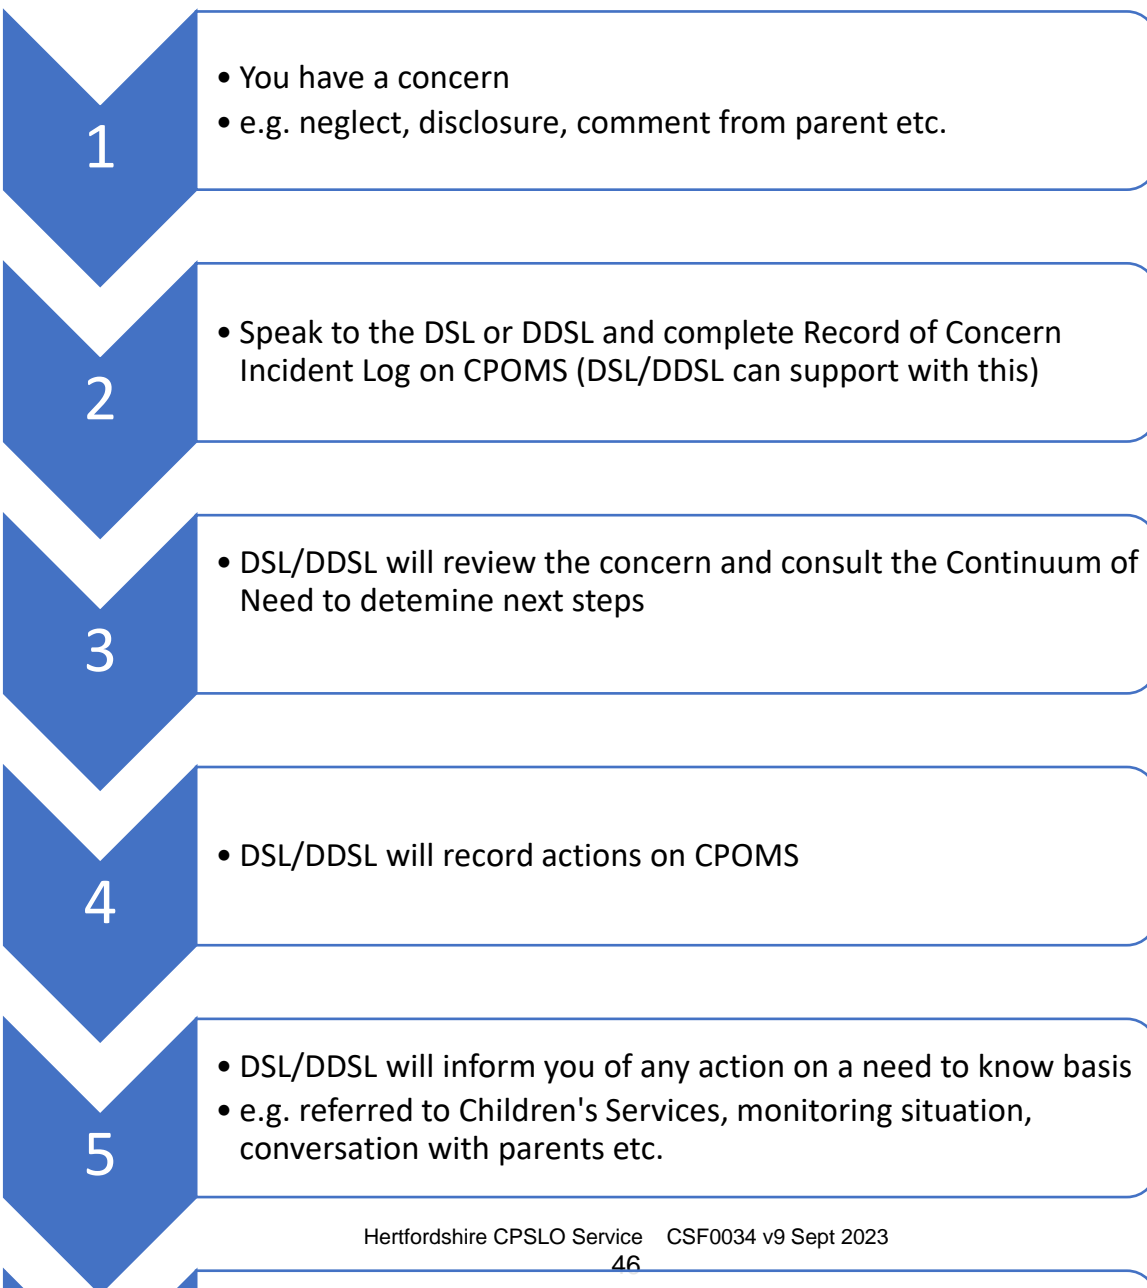 1
• You have a concern
• e.g. neglect, disclosure, comment from parent etc.
2
• Speak to the DSL or DDSL and complete Record of Concern
Incident Log on CPOMS (DSL/DDSL can support with this)
3
• DSL/DDSL will review the concern and consult the Continuum of
Need to detemine next steps
4
• DSL/DDSL will record actions on CPOMS
5
• DSL/DDSL will inform you of any action on a need to know basis
• e.g. referred to Children's Services, monitoring situation,
conversation with parents etc.
Hertfordshire CPSLO Service CSF0034 v9 Sept 2023
46